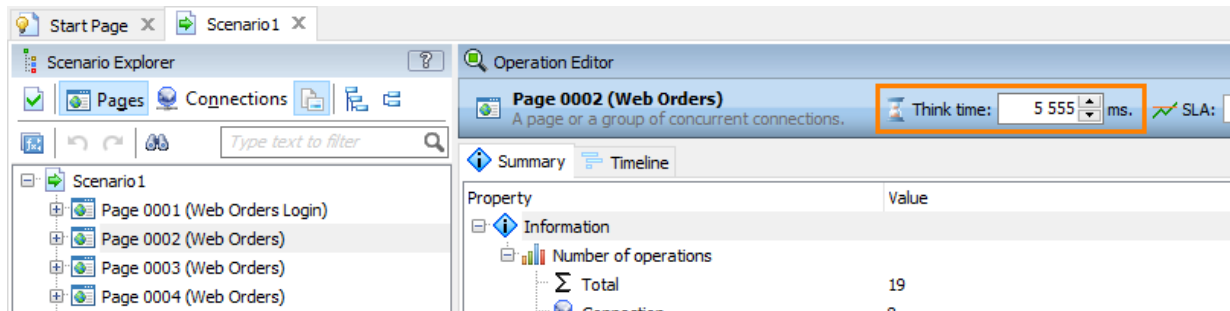 Start Page
Scenario1
Scenario Explorer
?
Operation Editor
Pages
Connections
Page 0002 (Web Orders)
A page or a group of concurrent connections.
Think time:
5 555
ms.
SLA:
Type text to filter
Summary
Timeline
Scenario1
Page 0001 (Web Orders Login)
Page 0002 (Web Orders)
Page 0003 (Web Orders)
Page 0004 (Web Orders)
Property
Value
Information
Number of operations
Σ Total
19
Connection